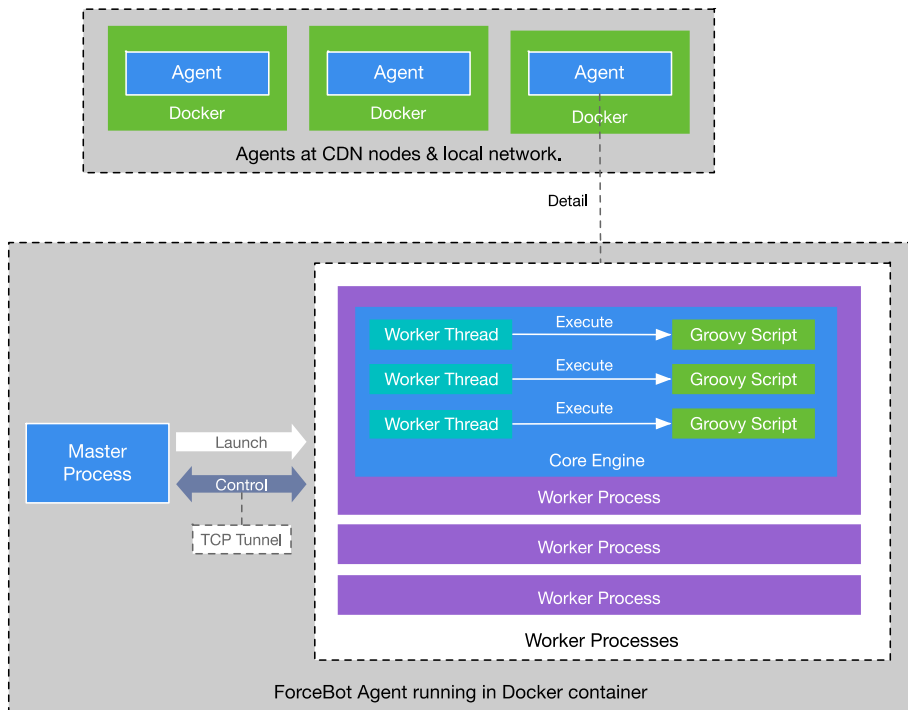 Agent
Docker
Agent
Docker
Agent
Docker
Agents at CDN nodes & local network.
Detail
Worker Thread
Execute
Groovy Script
Worker Thread
Execute
Groovy Script
Worker Thread
Execute
Groovy Script
Core Engine
Worker Process
Master
Process
Launch
Control
TCP Tunnel
Worker Process
Worker Process
Worker Processes
ForceBot Agent running in Docker container